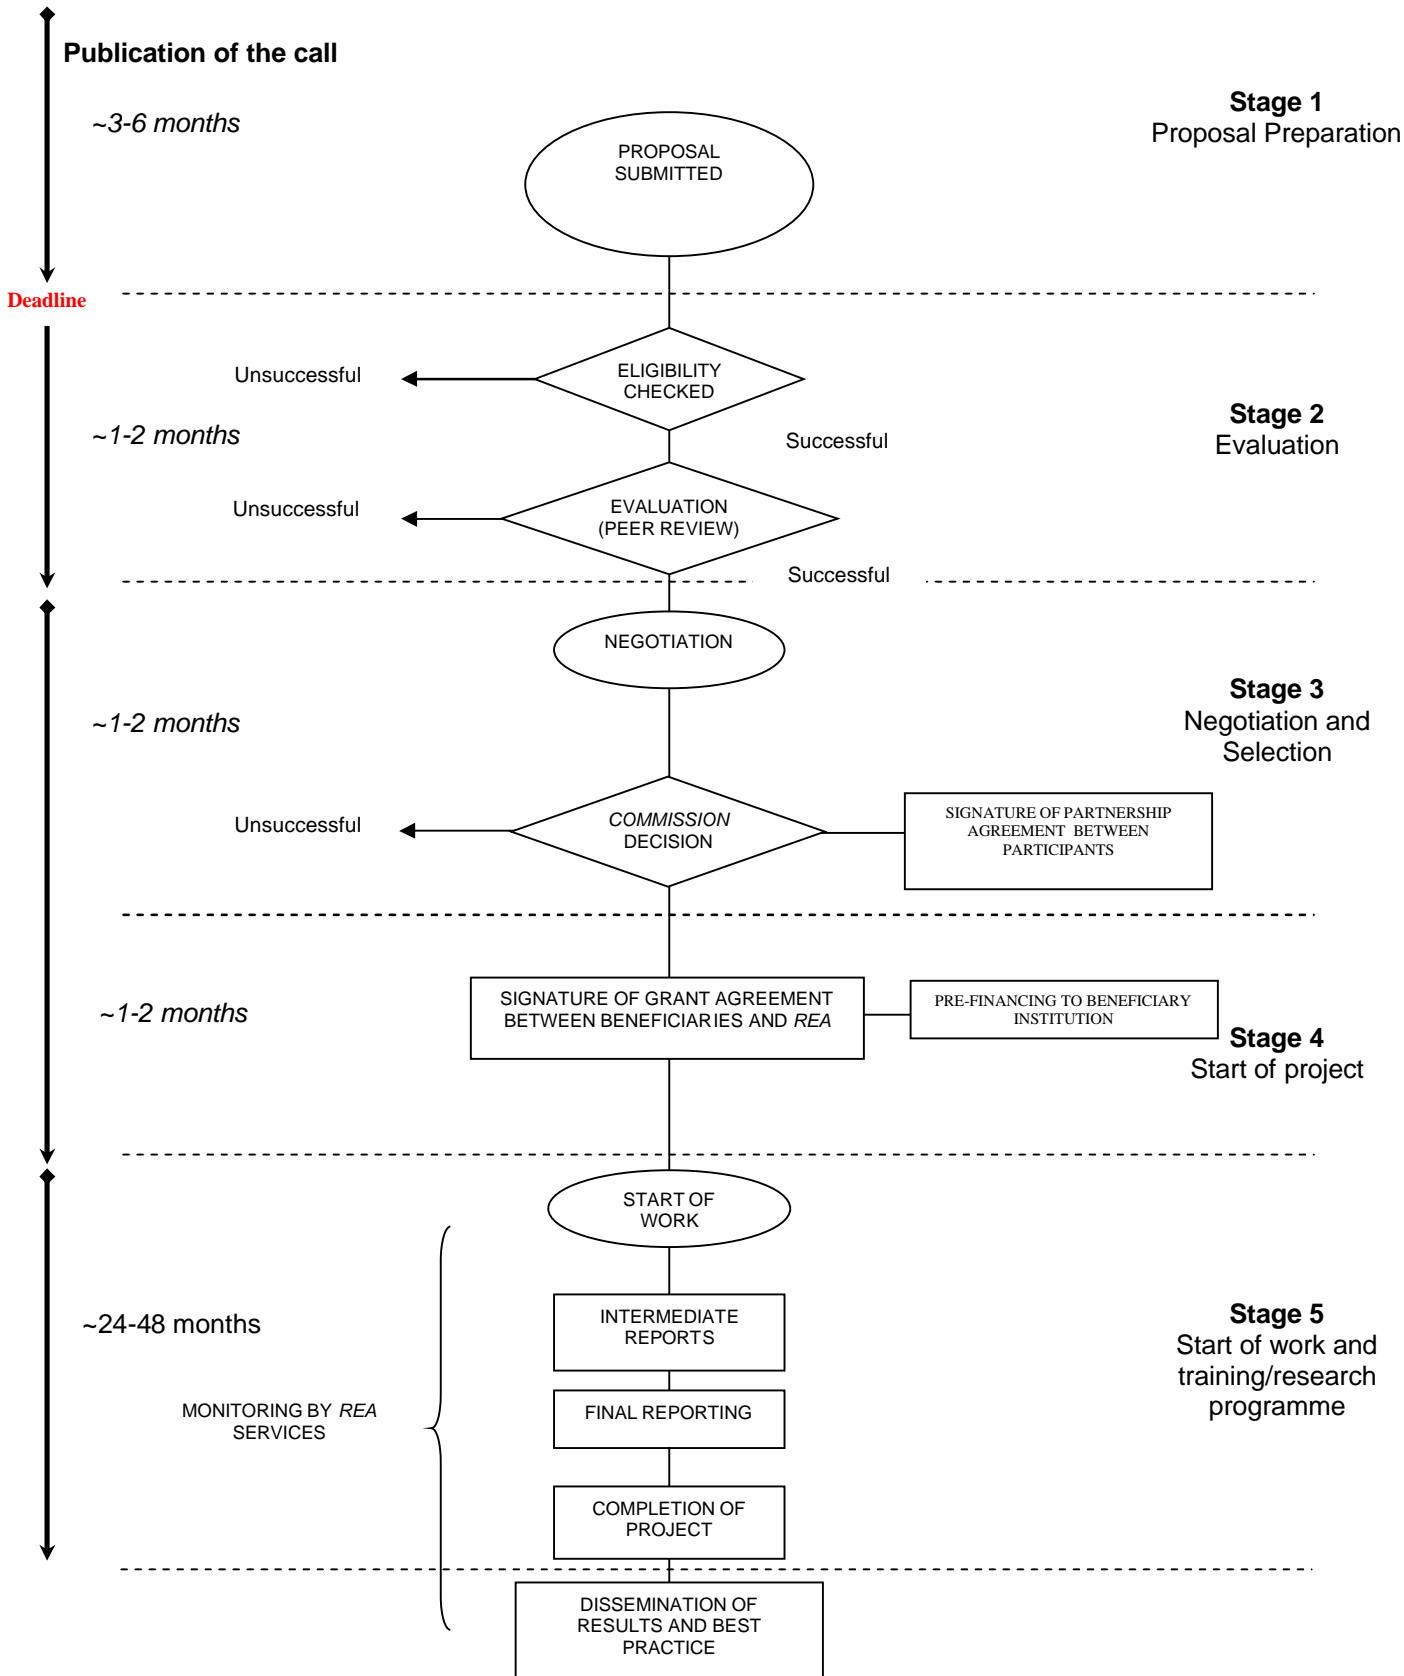 Publication of the call
~3-6 months
Stage 1
Proposal Preparation
PROPOSAL
SUBMITTED
Deadline
Unsuccessful
ELIGIBILITY
CHECKED
~1-2 months
Successful
Stage 2
Evaluation
Unsuccessful
EVALUATION
(PEER REVIEW)
Successful
NEGOTIATION
~1-2 months
Stage 3
Negotiation and
Selection
Unsuccessful
COMMISSION
DECISION
SIGNATURE OF PARTNERSHIP
AGREEMENT BETWEEN
PARTICIPANTS
~1-2 months
SIGNATURE OF GRANT AGREEMENT
BETWEEN BENEFICIARIES AND REA
PRE-FINANCING TO BENEFICIARY
INSTITUTION
Stage 4
Start of project
START OF
WORK
~24-48 months
INTERMEDIATE
REPORTS
Stage 5
Start of work and
training/research
programme
MONITORING BY REA
SERVICES
FINAL REPORTING
COMPLETION OF
PROJECT
DISSEMINATION OF
RESULTS AND BEST
PRACTICE